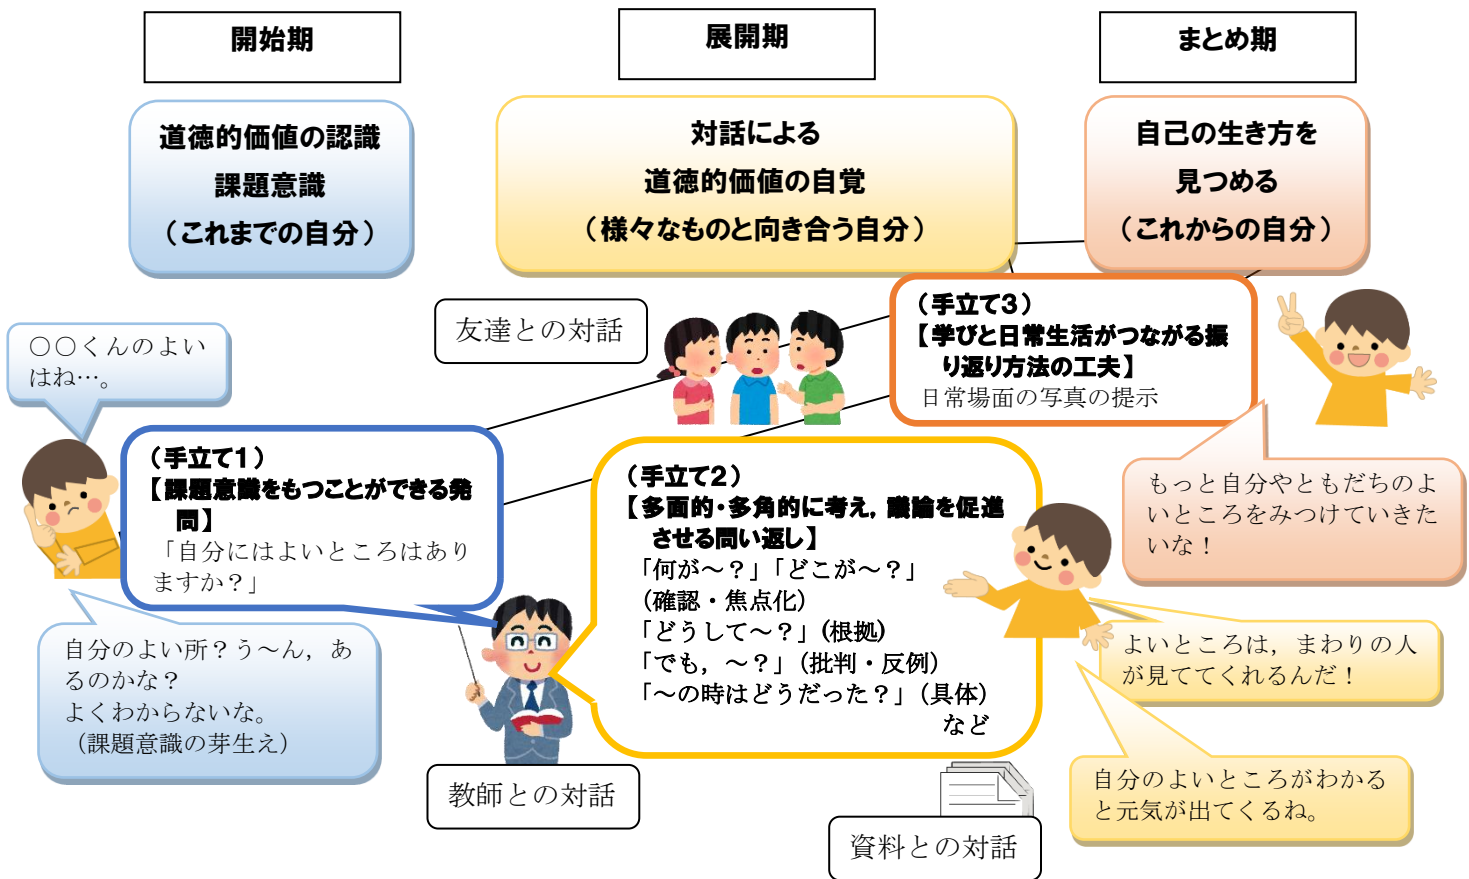 開始期
展開期
まとめ期
道徳的価値の認識
課題意識
（これまでの自分）
対話による
道徳的価値の自覚
（様々なものと向き合う自分）
自己の生き方を
見つめる
（これからの自分）
友達との対話
（手立て３）
【学びと日常生活がつながる振
り返り方法の工夫】
日常場面の写真の提示
○○くんのよい
はね…。
（手立て１）
【課題意識をもつことができる発
問】
「自分にはよいところはあり
ますか？」
（手立て２）
【多面的・多角的に考え，議論を促進
させる問い返し】
「何が～？」「どこが～？」
（確認・焦点化）
「どうして～？」（根拠）
「でも，～？」（批判・反例）
「～の時はどうだった？」（具体）
など
もっと自分やともだちのよ
いところをみつけていきた
いな！
自分のよい所？う～ん，あ
るのかな？
よくわからないな。
（課題意識の芽生え）
よいところは，まわりの人
が見ててくれるんだ！
教師との対話
自分のよいところがわかる
と元気が出てくるね。
資料との対話